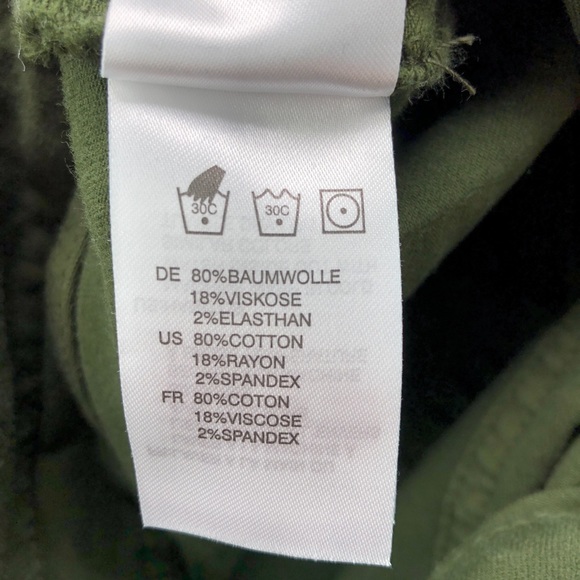 30C 30C
DE 80%BAUMWOLLE
18%VISKOSE
2%ELASTHAN
US 80%COTTON
18%RAYON
2%SPANDEX
FR 80%COTON
18%VISCOSE
2%SPANDEX